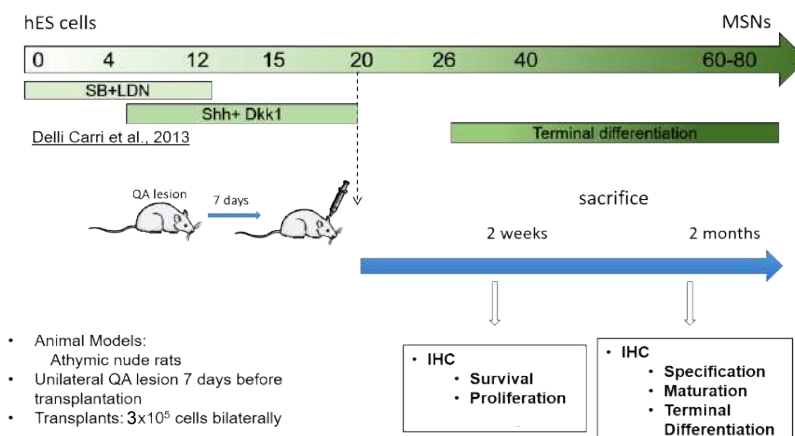 hES cells
MSNs
0 4 12 15 20 26 40 60-80
SB+LDN
Shh+ Dkk1
Delli Carri et al., 2013
Terminal differentiation
QA lesion
7 days
sacrifice
2 weeks
2 months
• Animal Models:
Athymic nude rats
• Unilateral QA lesion 7 days before
transplantation
• Transplants: 3x10⁵ cells bilaterally
• IHC
• Survival
• Proliferation
• IHC
• Specification
• Maturation
• Terminal
Differentiation